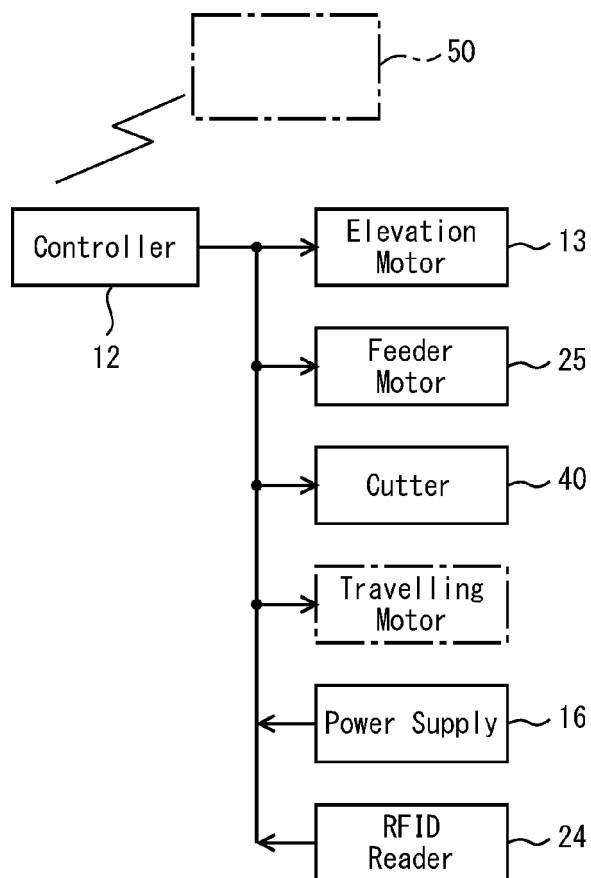 50
Controller
12
Elevation
Motor
13
Feeder
Motor
25
Cutter
40
Travelling
Motor
Power Supply
16
RFID
Reader
24